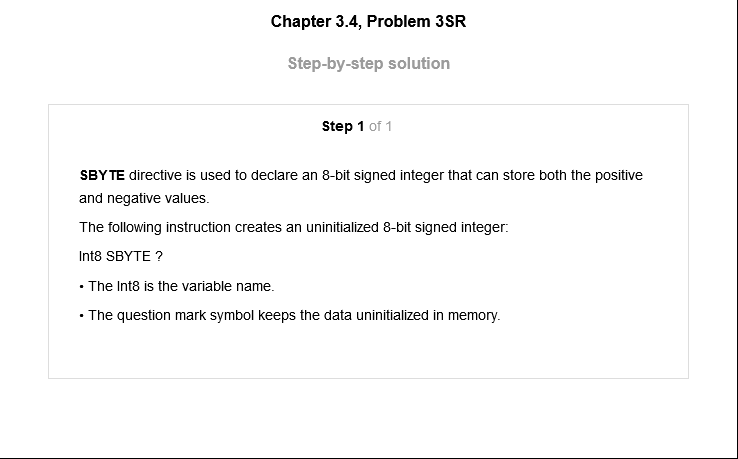 Chapter 3.4, Problem 3SR
Step-by-step solution
Step 1 of 1
SBYTE directive is used to declare an 8-bit signed integer that can store both the positive
and negative values.
The following instruction creates an uninitialized 8-bit signed integer:
Int8 SBYTE ?
• The Int8 is the variable name.
• The question mark symbol keeps the data uninitialized in memory.